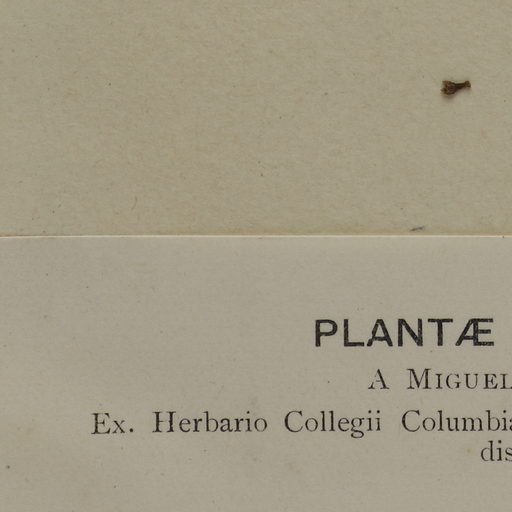 PLANTÆ
A MIGUEL
Ex. Herbario Collegii Columbia
dis